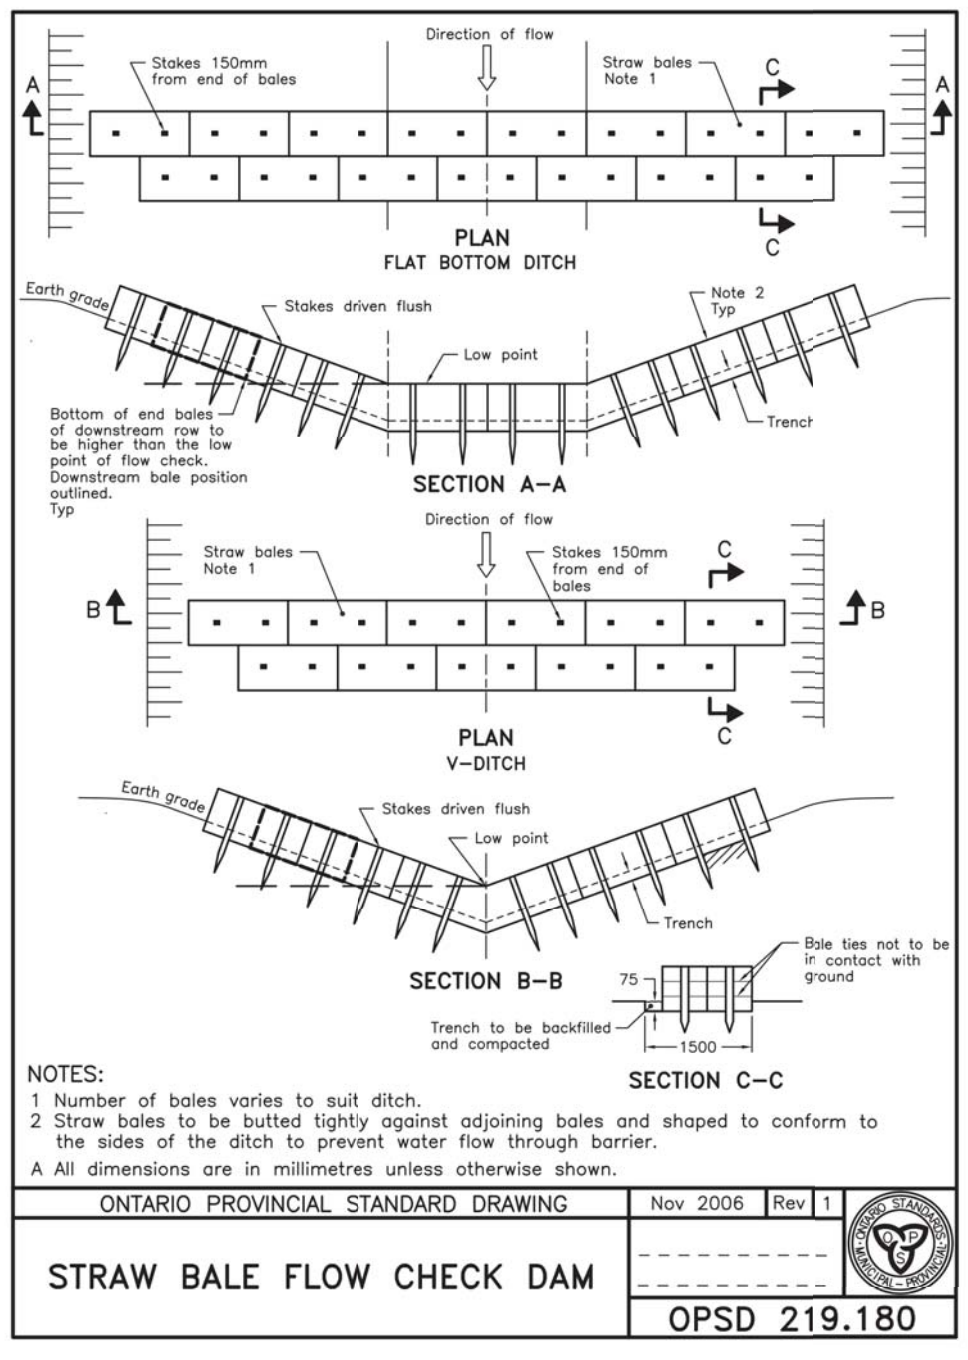 Direction of flow
Stakes 150mm
from end of bales
Straw bales
Note 1
C
A
A
C
PLAN
FLAT BOTTOM DITCH
Earth grade
Stakes driven flush
Note 2
Typ
Low point
Bottom of end bales
of downstream row to
be higher than the low
point of flow check.
Downstream bale position
outlined.
Typ
Trench
SECTION A-A
Direction of flow
Straw bales
Note 1
Stakes 150mm
from end of
bales
C
B
B
C
PLAN
V-DITCH
Earth grade
Stakes driven flush
Low point
Trench
SECTION B-B
Bale ties not to be
in contact with
ground
75
Trench to be backfilled
and compacted
1500
SECTION C-C
NOTES:
1 Number of bales varies to suit ditch.
2 Straw bales to be butted tightly against adjoining bales and shaped to conform to
the sides of the ditch to prevent water flow through barrier.
A All dimensions are in millimetres unless otherwise shown.
ONTARIO PROVINCIAL STANDARD DRAWING
Nov 2006
Rev
1
STRAW BALE FLOW CHECK DAM
OPSD 219.180
ONTARIO STANDARDS
MUNICIPAL-PROVINCIAL
O P S